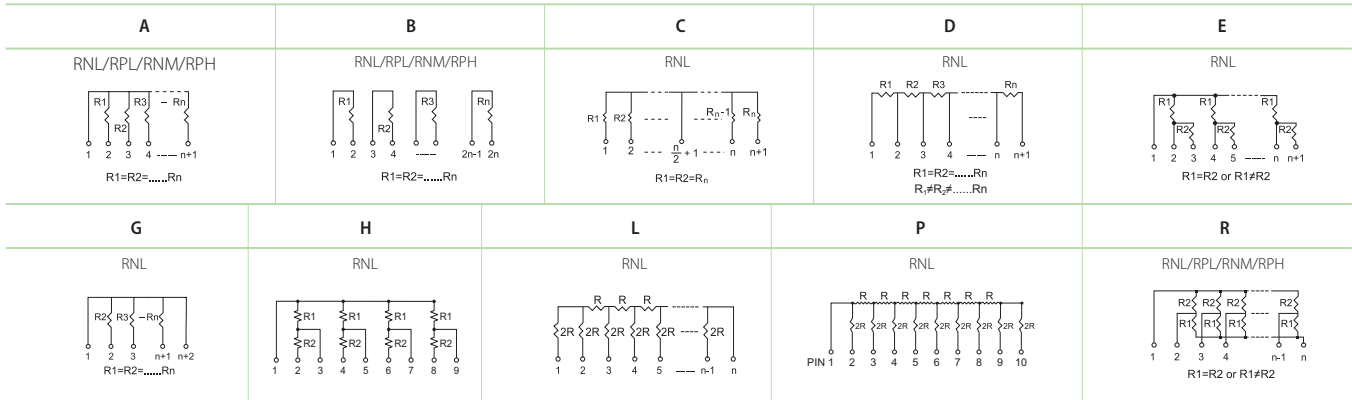 A B C D E
RNL/RPL/RNM/RPH RNL/RPL/RNM/RPH RNL RNL RNL
R1 R2 R3 – Rn
1 2 3 4 ---- n+1
R1=R2=......Rn
R1 R2 R3 Rn
1 2 3 4 ---- 2n-1 2n
R1 R2 ---- Rn-1 Rn
1 2 ---- n/2 + 1 ---- n n+1
R1=R2=Rn
R1 R2 R3 Rn
1 2 3 4 ---- n n+1
R1=R2=......Rn
R1≠R2≠......Rn
R1 R1 R1
R2 R2 R2
1 2 3 4 5 ---- n n+1
R1=R2 or R1≠R2
G H L P R
RNL RNL RNL RNL RNL/RPL/RNM/RPH
R2 R3 –Rn
1 2 3 n+1 n+2
R1=R2=......Rn
R1 R1 R1 R1
R2 R2 R2 R2
1 2 3 4 5 6 7 8 9
R R R
2R 2R 2R 2R 2R 2R
1 2 3 4 5 ---- n-1 n
R R R R R R R
2R 2R 2R 2R 2R 2R 2R 2R 2R
PIN 1 2 3 4 5 6 7 8 9 10
R2 R2 R2 R2
R1 R1 R1 ---- R1
1 2 3 4 n-1 n
R1=R2 or R1≠R2